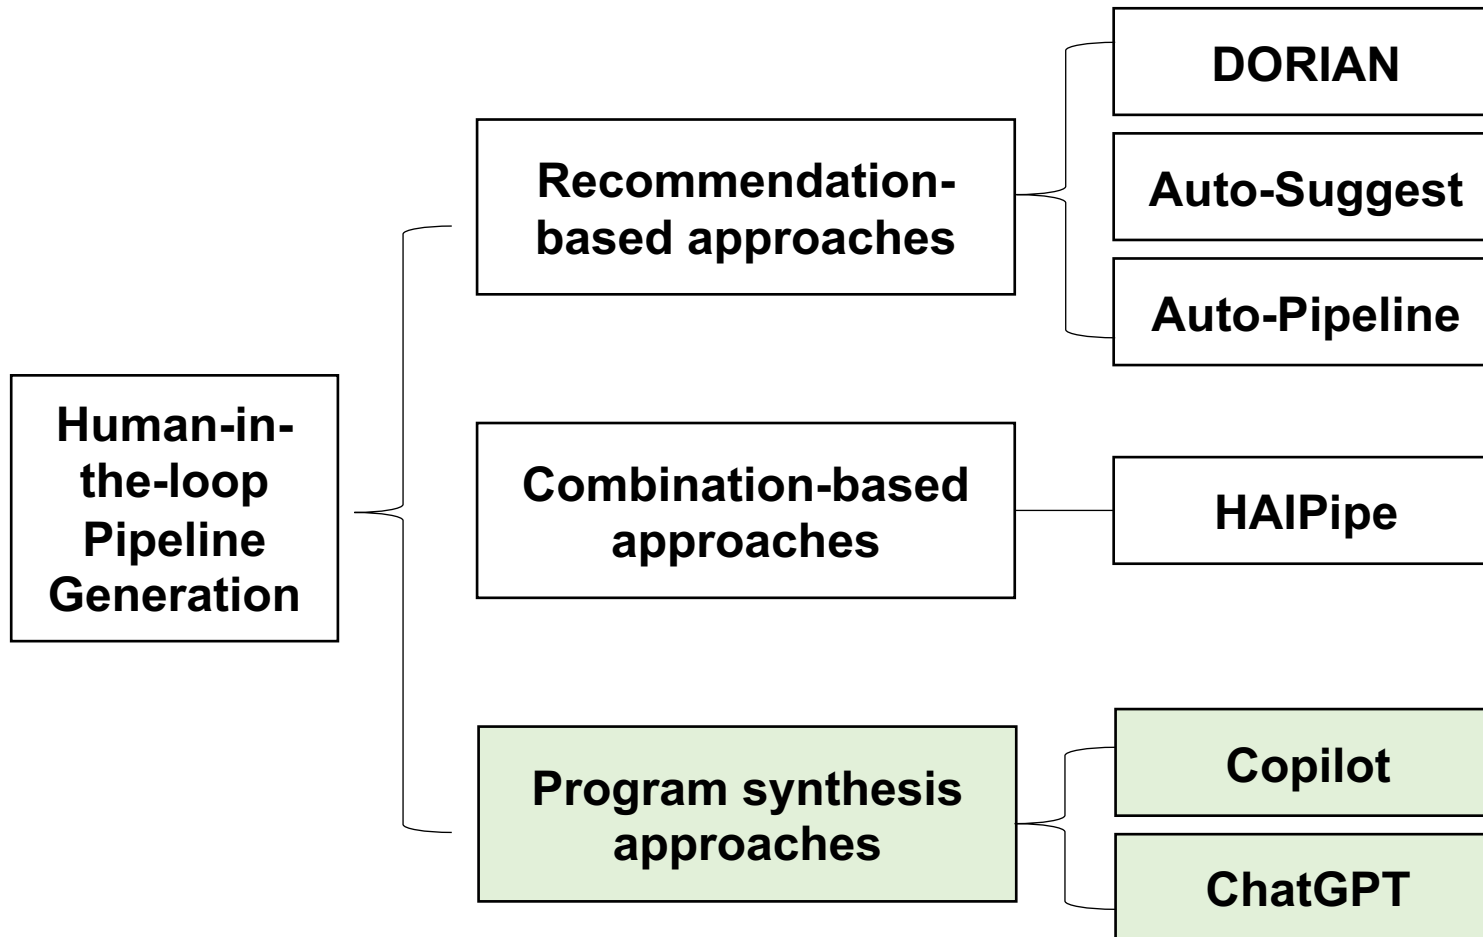 Human-in-
the-loop
Pipeline
Generation
Recommendation-
based approaches
DORIAN
Auto-Suggest
Auto-Pipeline
Combination-based
approaches
HAIPipe
Program synthesis
approaches
Copilot
ChatGPT